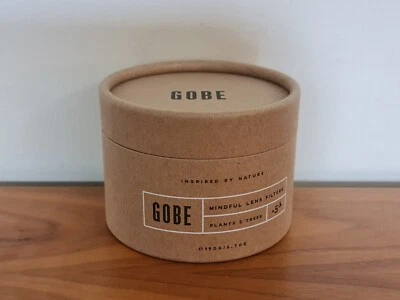 GOBE
INSPIRED BY NATURE
GOBE
MINDFUL LENS FILTERS
PLANTS 5 TREES